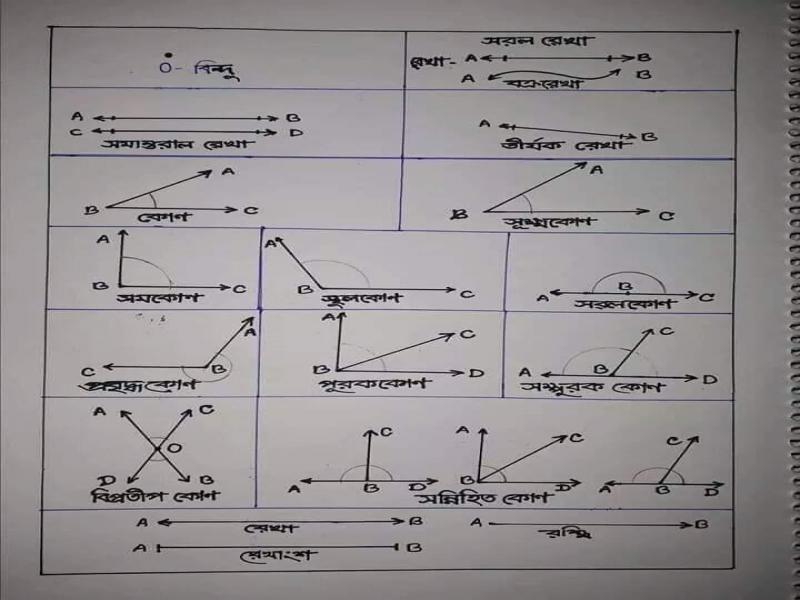 O - বিন্দু
সরল রেখা
রেখা - A B
A B
বক্ররেখা
A B
C D
সমান্তরাল রেখা
A B
তীর্যক রেখা
A
B C
কোণ
A
B C
সূক্ষ্মকোণ
A
B C
সমকোণ
A
B C
স্থূলকোণ
A B C
সরলকোণ
A
C B
প্রবৃদ্ধকোণ
A C
B D
পূরককোণ
C
A B D
সম্পূরক কোণ
A C
O
D B
বিপ্রতীপ কোণ
C
A B D
A C
B D
C
A B D
সন্নিহিত কোণ
A B
রেখা
A B
রশ্মি
A B
রেখাংশ